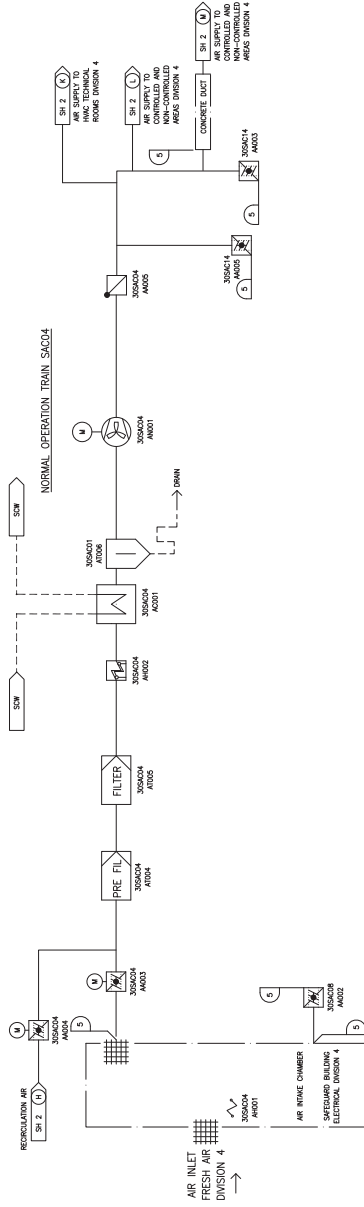 NORMAL OPERATION TRAIN SAC04
RECIRCULATION AIR
SH 2
H
M
30SAC04
AA004
5
M
30SAC04
AA003
AIR INLET
FRESH AIR
DIVISION 4
30SAC04
AH001
AIR INTAKE CHAMBER
SAFEGUARD BUILDING
ELECTRICAL DIVISION 4
5
30SAC08
AA002
5
PRE FIL
30SAC04
AT004
FILTER
30SAC04
AT005
30SAC04
AH002
SCW
SCW
30SAC04
AC001
30SAC01
AT006
DRAIN
M
30SAC04
AN001
30SAC04
AA005
30SAC14
AA005
5
30SAC14
AA003
5
5
CONCRETE DUCT
SH 2
K
AIR SUPPLY TO
HVAC TECHNICAL
ROOMS DIVISION 4
SH 2
L
AIR SUPPLY TO
CONTROLLED AND
NON-CONTROLLED
AREAS DIVISION 4
SH 2
M
AIR SUPPLY TO
CONTROLLED AND
NON-CONTROLLED
AREAS DIVISION 4